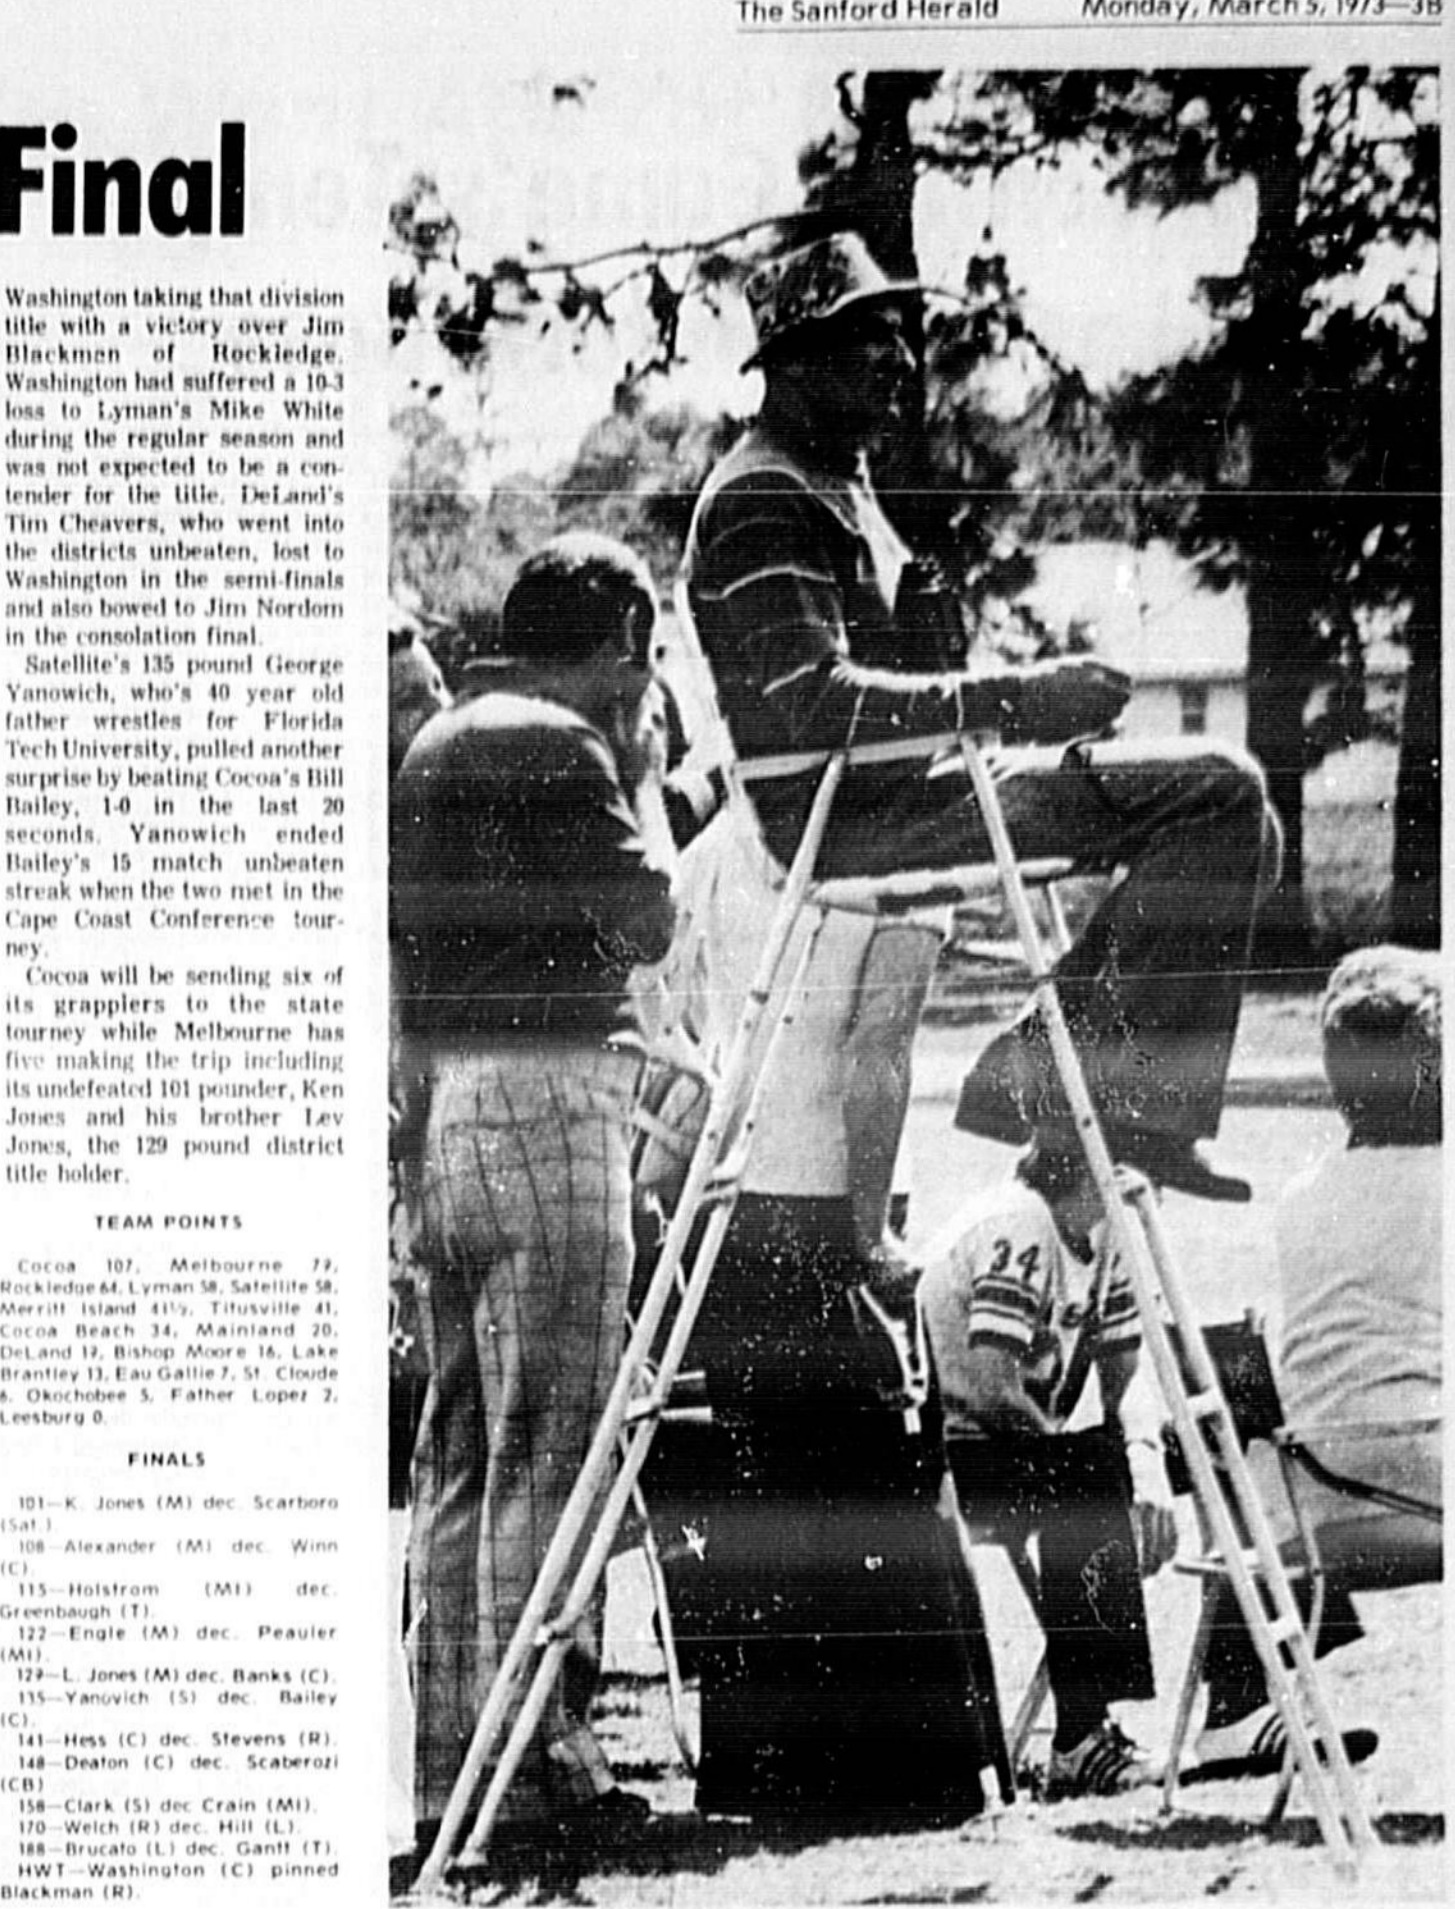 The Sanford Herald Monday, March 5, 1973—3B
Final
Washington taking that division
title with a victory over Jim
Blackman of Rockledge.
Washington had suffered a 10-3
loss to Lyman's Mike White
during the regular season and
was not expected to be a con-
tender for the title. DeLand's
Tim Cheavers, who went into
the districts unbeaten, lost to
Washington in the semi-finals
and also bowed to Jim Nordom
in the consolation final.
Satellite's 135 pound George
Yanowich, who's 40 year old
father wrestles for Florida
Tech University, pulled another
surprise by beating Cocoa's Bill
Bailey, 1-0 in the last 20
seconds. Yanowich ended
Bailey's 15 match unbeaten
streak when the two met in the
Cape Coast Conference tour-
ney.
Cocoa will be sending six of
its grapplers to the state
tourney while Melbourne has
five making the trip including
its undefeated 101 pounder, Ken
Jones and his brother Lev
Jones, the 129 pound district
title holder.
TEAM POINTS
Cocoa 107, Melbourne 79,
Rockledge 64, Lyman 58, Satellite 58,
Merritt Island 41½, Titusville 41,
Cocoa Beach 34, Mainland 20,
DeLand 19, Bishop Moore 16, Lake
Brantley 13, Eau Gallie 7, St. Cloude
6, Okochobee 5, Father Lopez 2,
Leesburg 0.
FINALS
101—K. Jones (M) dec. Scarboro
(Sat.).
108—Alexander (M) dec. Winn
(C).
115—Holstrom (MI) dec.
Greenbaugh (T).
122—Engle (M) dec. Peauler
(MI).
129—L. Jones (M) dec. Banks (C).
135—Yanovich (S) dec. Bailey
(C).
141—Hess (C) dec. Stevens (R).
148—Deaton (C) dec. Scaberozi
(CB)
158—Clark (S) dec Crain (MI).
170—Welch (R) dec. Hill (L).
188—Brucato (L) dec. Gantt (T).
HWT—Washington (C) pinned
Blackman (R).
34